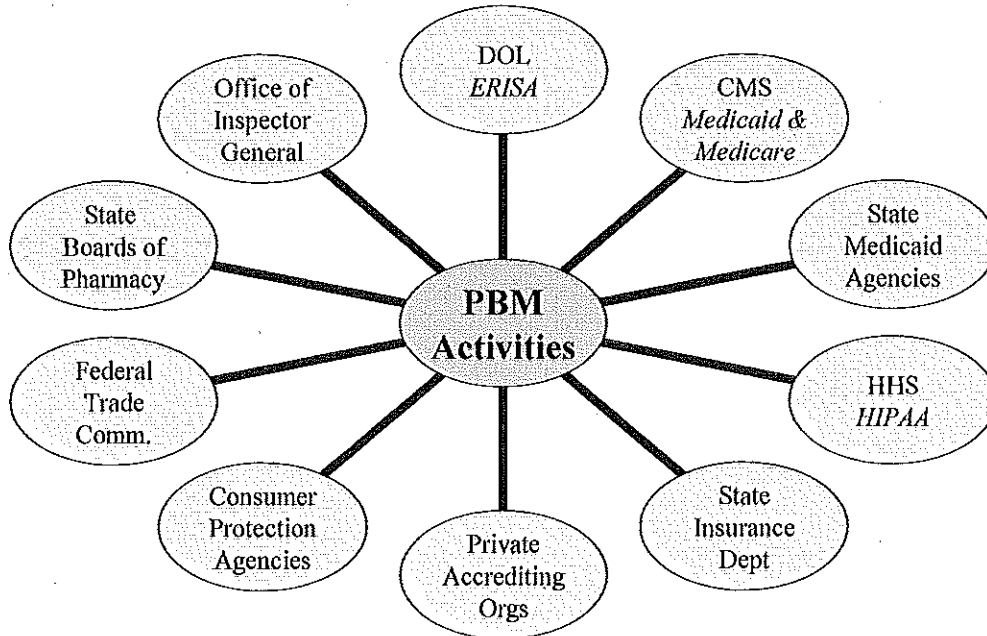 DOL
ERISA
CMS
Medicaid &
Medicare
State
Medicaid
Agencies
HHS
HIPAA
State
Insurance
Dept
Private
Accrediting
Orgs
Consumer
Protection
Agencies
Federal
Trade
Comm.
State
Boards of
Pharmacy
Office of
Inspector
General
PBM
Activities